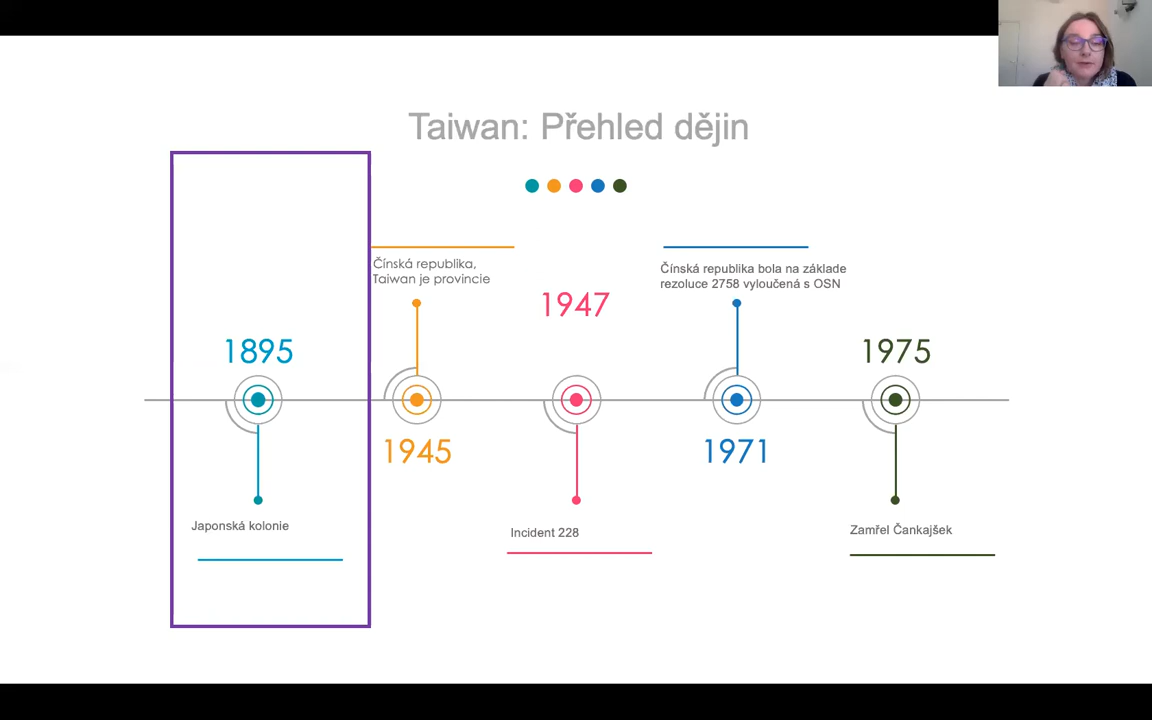 Taiwan: Přehled dějin
1895
Japonská kolonie
Čínská republika,
Taiwan je provincie
1945
1947
Incident 228
Čínská republika bola na základe
rezoluce 2758 vyloučená s OSN
1971
1975
Zamřel Čankajšek